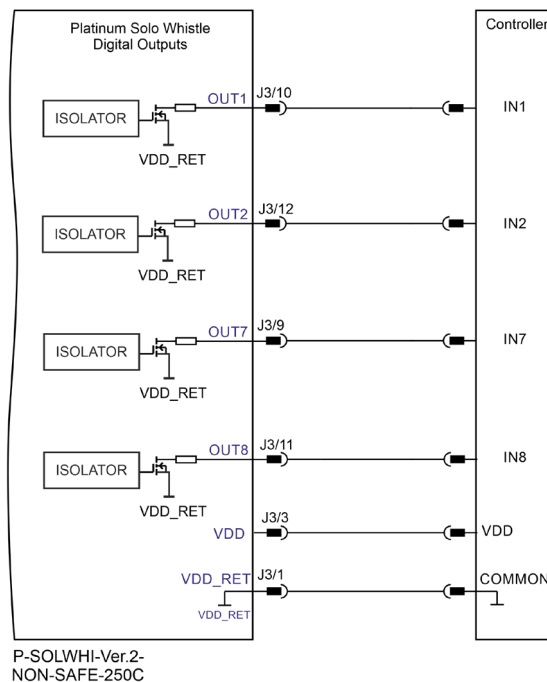 Platinum Solo Whistle
Digital Outputs
Controller
OUT1 J3/10
ISOLATOR
IN1
VDD_RET
OUT2 J3/12
ISOLATOR
IN2
VDD_RET
OUT7 J3/9
ISOLATOR
IN7
VDD_RET
OUT8 J3/11
ISOLATOR
IN8
VDD_RET
VDD J3/3 VDD
VDD_RET J3/1 COMMON
VDD_RET
P-SOLWHI-Ver.2-
NON-SAFE-250C